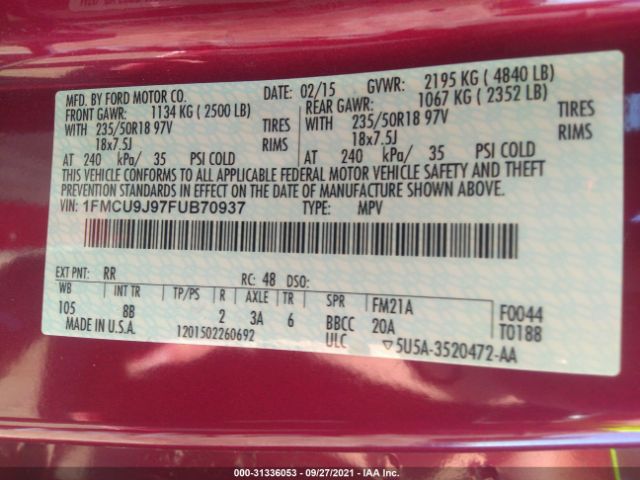 MFD. BY FORD MOTOR CO. DATE: 02/15 GVWR: 2195 KG ( 4840 LB)
FRONT GAWR: 1134 KG ( 2500 LB) REAR GAWR: 1067 KG ( 2352 LB)
WITH 235/50R18 97V TIRES WITH 235/50R18 97V TIRES
18x7.5J RIMS 18x7.5J RIMS
AT 240 kPa/ 35 PSI COLD AT 240 kPa/ 35 PSI COLD
THIS VEHICLE CONFORMS TO ALL APPLICABLE FEDERAL MOTOR VEHICLE SAFETY AND THEFT
PREVENTION STANDARDS IN EFFECT ON THE DATE OF MANUFACTURE SHOWN ABOVE.
VIN: 1FMCU9J97FUB70937 TYPE: MPV
EXT PNT: RR RC: 48 DSO:
WB INT TR TP/PS R AXLE TR SPR FM21A F0044
105 8B 2 3A 6 BBCC 20A T0188
MADE IN U.S.A. 1201502260692 ULC ▽5U5A-3520472-AA
000-31336053 - 09/27/2021 - IAA Inc.